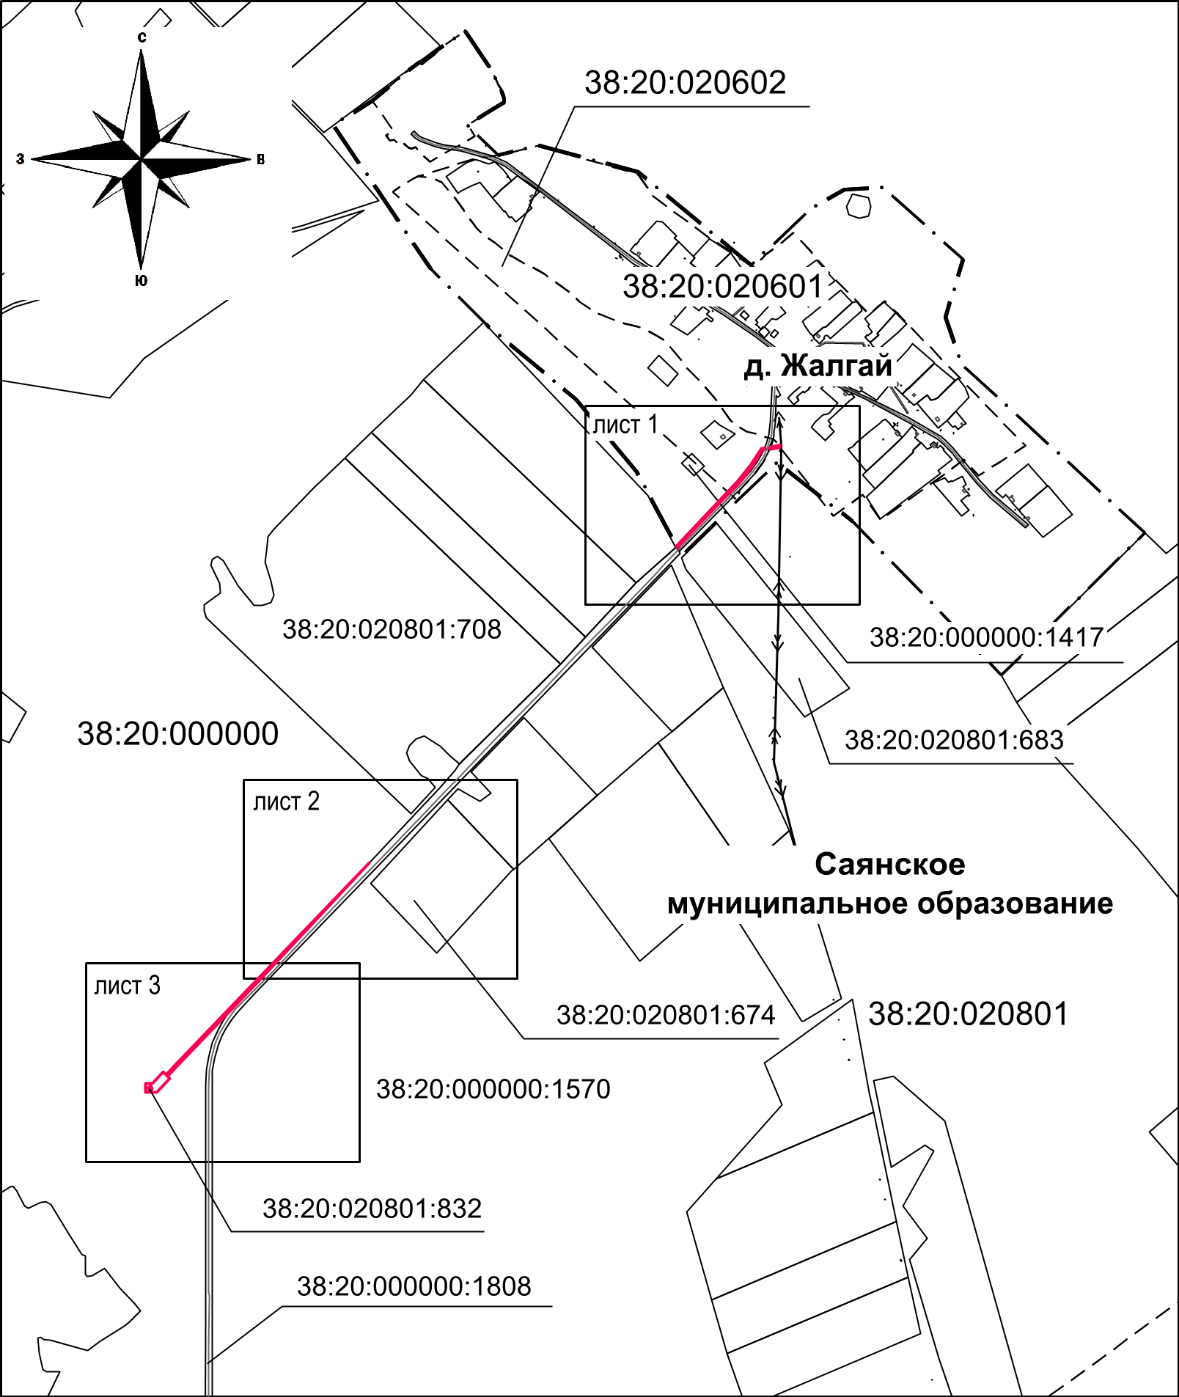 С
З
В
Ю
38:20:020602
38:20:020601
д. Жалгай
лист 1
38:20:020801:708
38:20:000000:1417
38:20:000000
38:20:020801:683
лист 2
Саянское
муниципальное образование
лист 3
38:20:020801:674
38:20:020801
38:20:000000:1570
38:20:020801:832
38:20:000000:1808